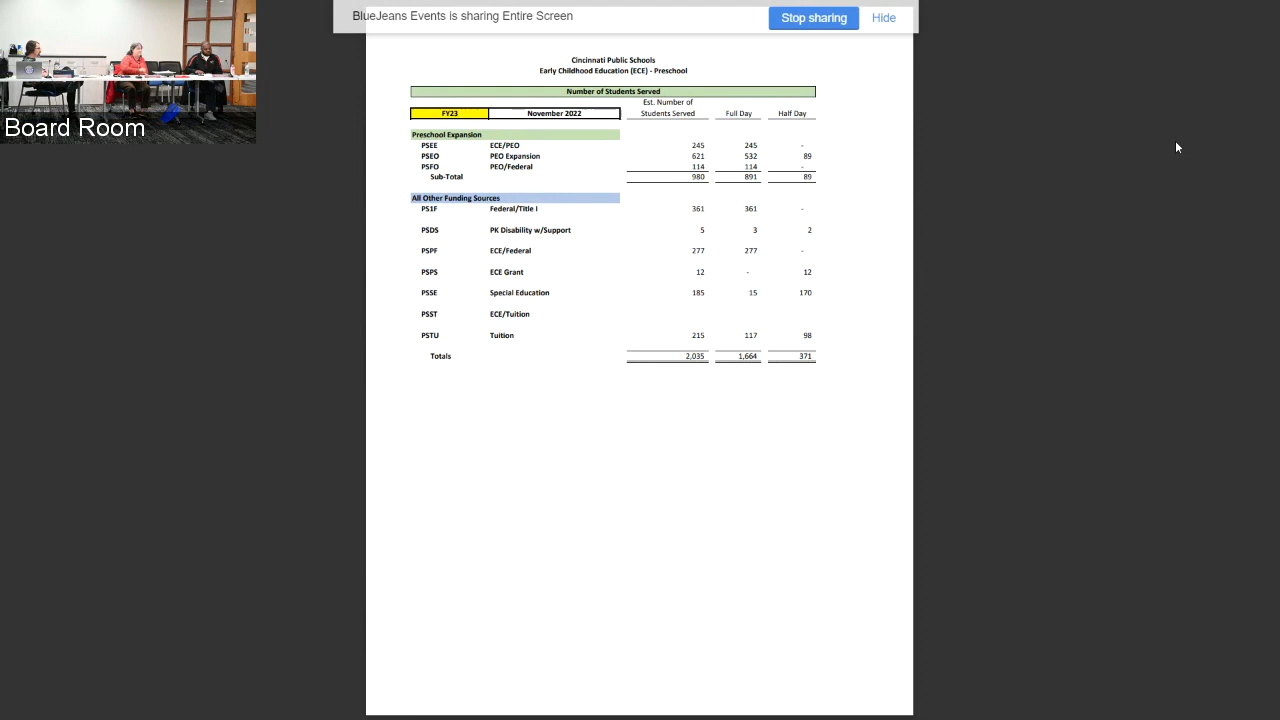 BlueJeans Events is sharing Entire Screen Stop sharing Hide
Board Room
Cincinnati Public Schools
Early Childhood Education (ECE) - Preschool
Number of Students Served
Est. Number of
FY23 November 2022 Students Served Full Day Half Day
Preschool Expansion
PSEE ECE/PEO 245 245 -
PSEO PEO Expansion 621 532 89
PSFO PEO/Federal 114 114 -
Sub-Total 980 891 89
All Other Funding Sources
PS1F Federal/Title I 361 361 -
PSDS PK Disability w/Support 5 3 2
PSPF ECE/Federal 277 277 -
PSPS ECE Grant 12 - 12
PSSE Special Education 185 15 170
PSST ECE/Tuition
PSTU Tuition 215 117 98
Totals 2,035 1,664 371